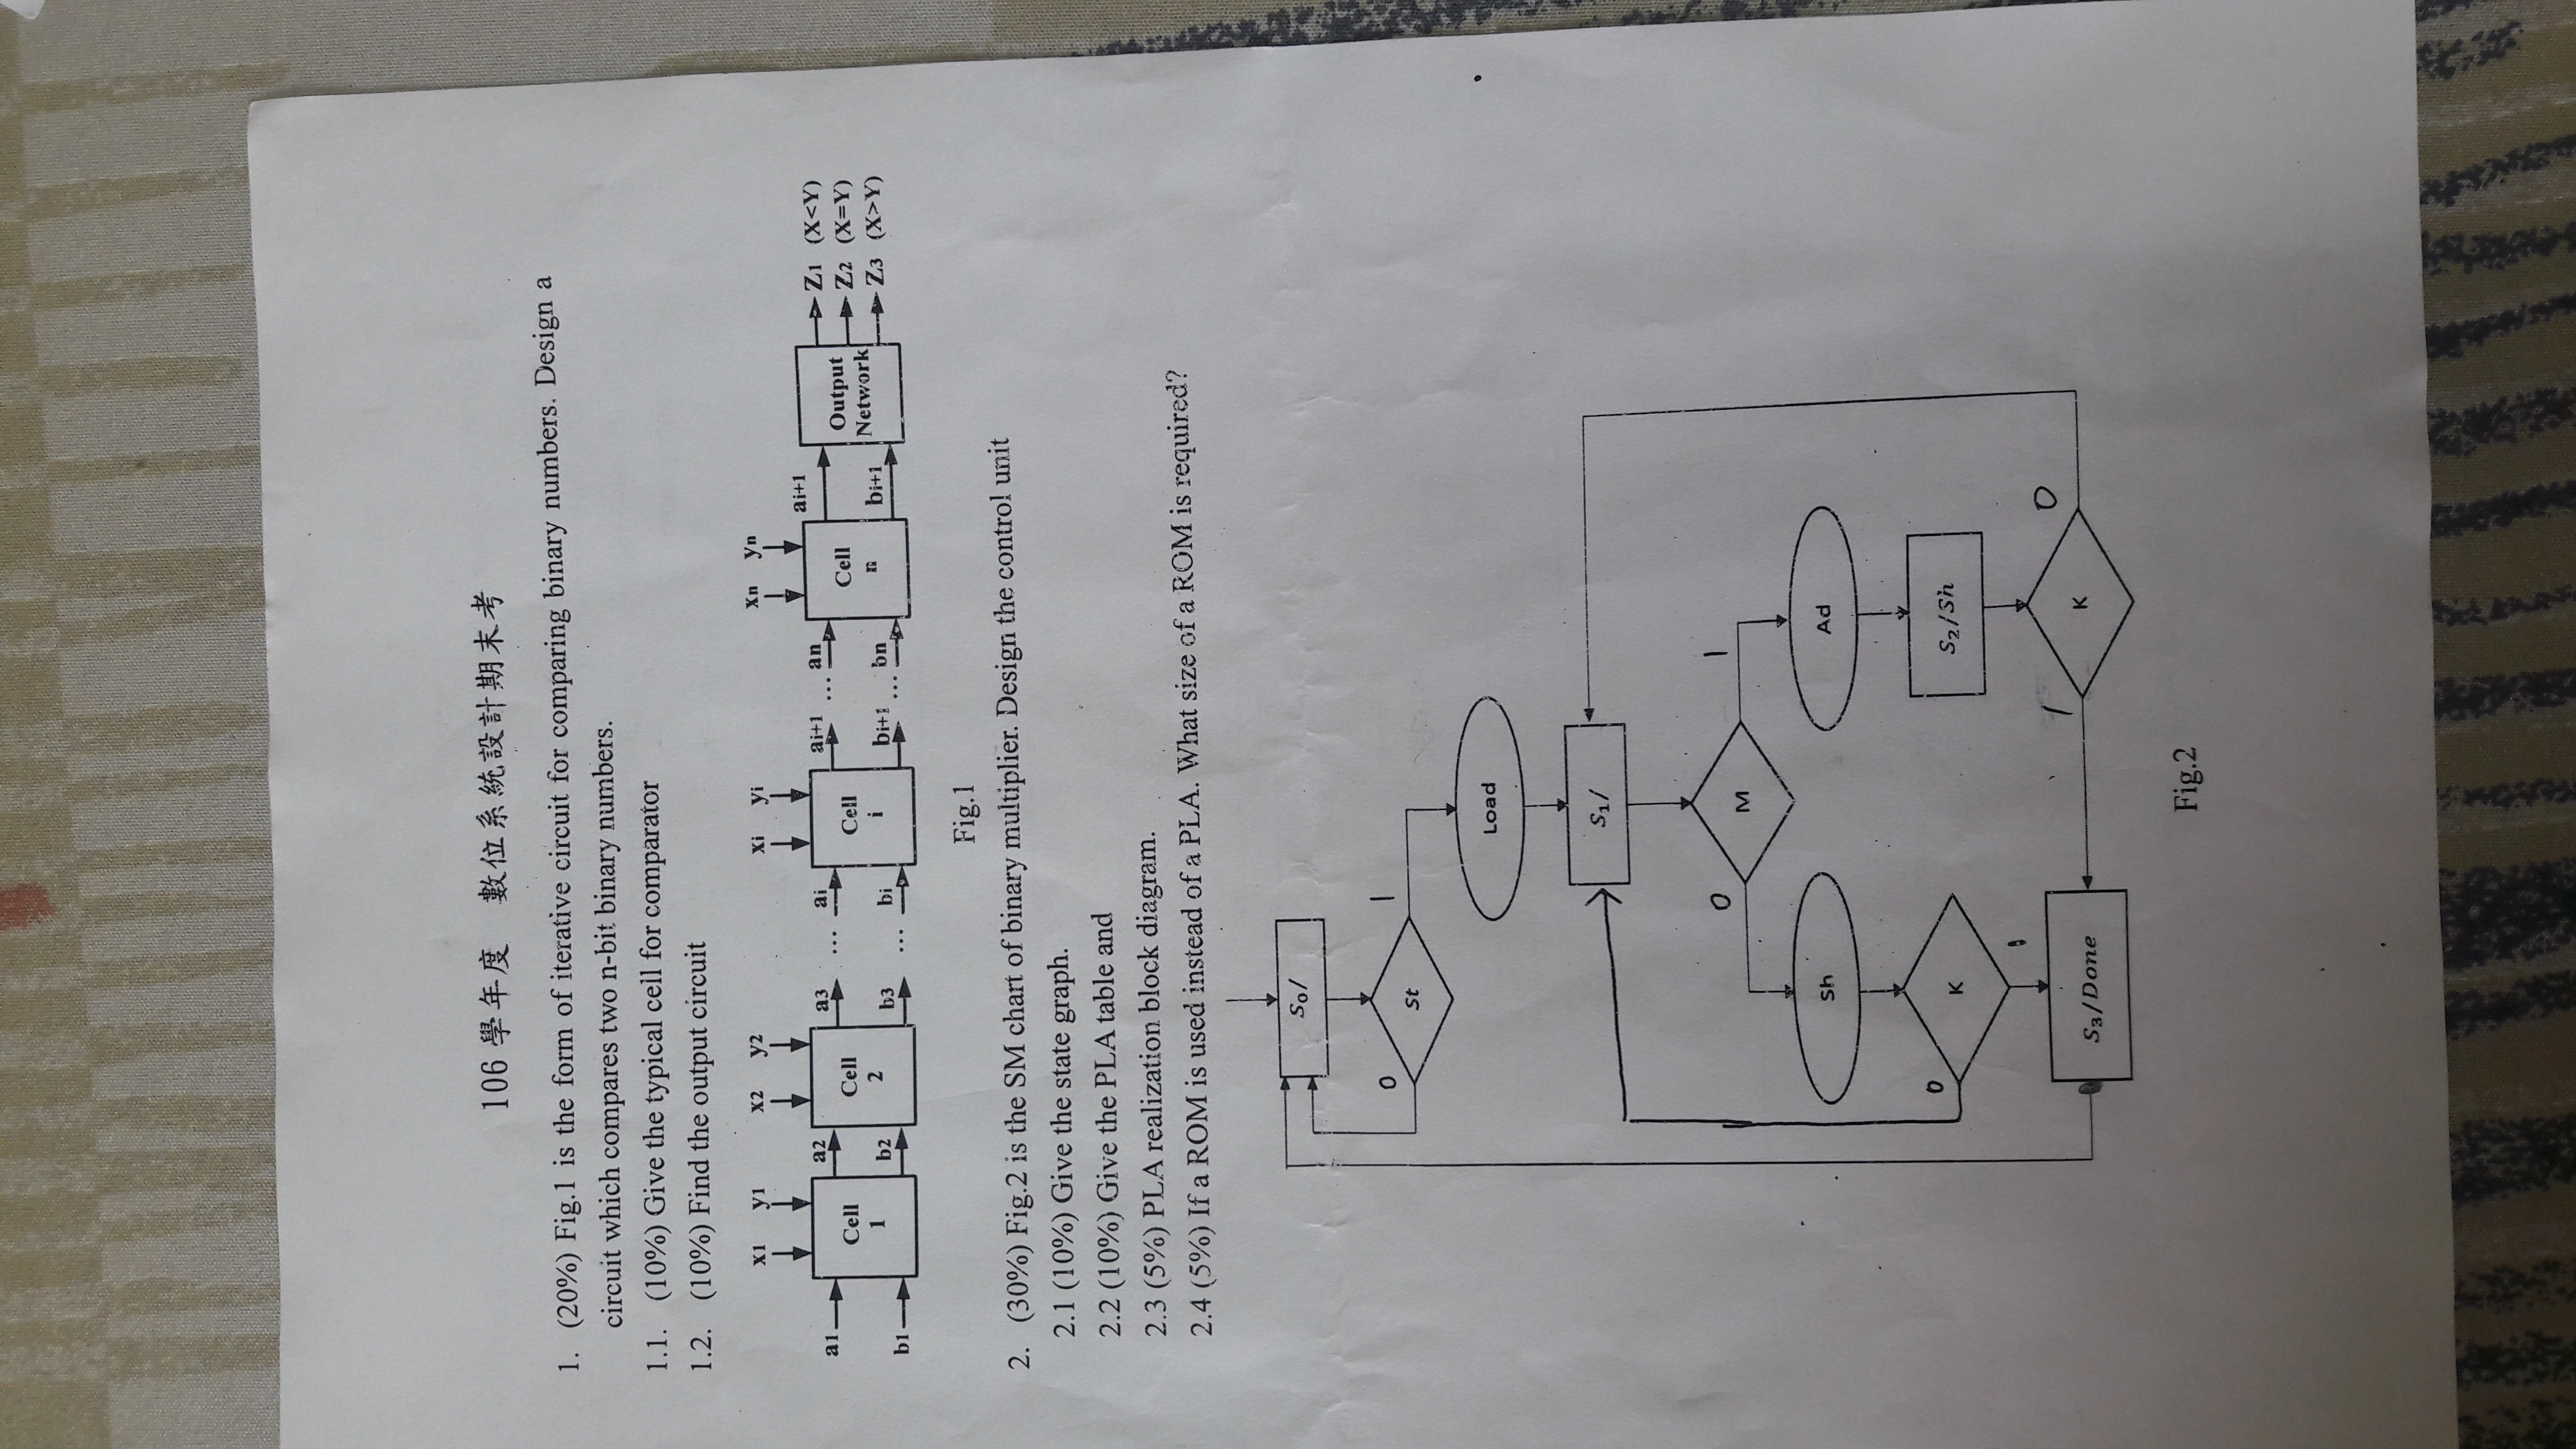 106 學年度 數位系統設計期末考
1. (20%) Fig.1 is the form of iterative circuit for comparing binary numbers. Design a
circuit which compares two n-bit binary numbers.
1.1. (10%) Give the typical cell for comparator
1.2. (10%) Find the output circuit
x1 y1 x2 y2 xi yi xn yn
a1 a2 a3 ... ai ai+1 ... an ai+1
Cell 1 Cell 2 Cell i Cell n Output Network
b1 b2 b3 ... bi bi+1 ... bn bi+1
Z1 (X<Y)
Z2 (X=Y)
Z3 (X>Y)
Fig.1
2. (30%) Fig.2 is the SM chart of binary multiplier. Design the control unit
2.1 (10%) Give the state graph.
2.2 (10%) Give the PLA table and
2.3 (5%) PLA realization block diagram.
2.4 (5%) If a ROM is used instead of a PLA. What size of a ROM is required?
S0/
0 1
St
Load
S1/
0 1
M
Sh Ad
0
K S2/Sh
1
1 0
S3/Done K
Fig.2